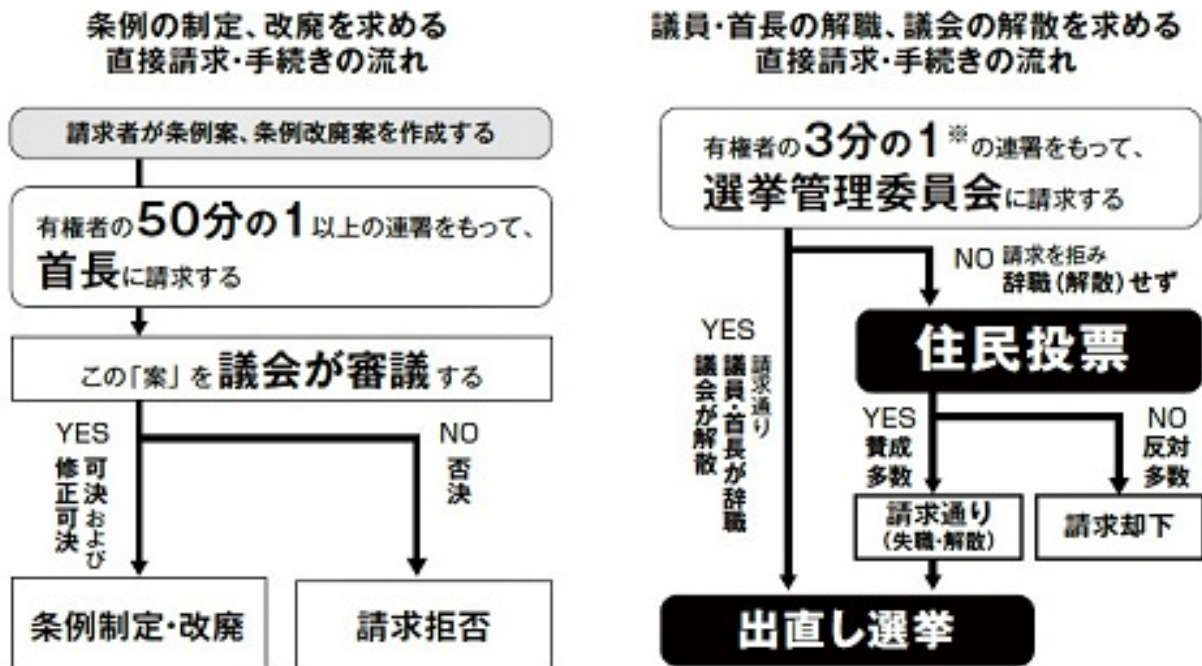 条例の制定、改廃を求める
直接請求・手続きの流れ
請求者が条例案、条例改廃案を作成する
有権者の50分の1以上の連署をもって、
首長に請求する
この「案」を議会が審議する
YES
可決および
修正可決
NO
否決
条例制定・改廃
請求拒否
議員・首長の解職、議会の解散を求める
直接請求・手続きの流れ
有権者の3分の1※の連署をもって、
選挙管理委員会に請求する
NO 請求を拒み
辞職(解散)せず
YES
請求通り
議員・首長が辞職
議会が解散
住民投票
YES
賛成
多数
NO
反対
多数
請求通り
(失職・解散)
請求却下
出直し選挙